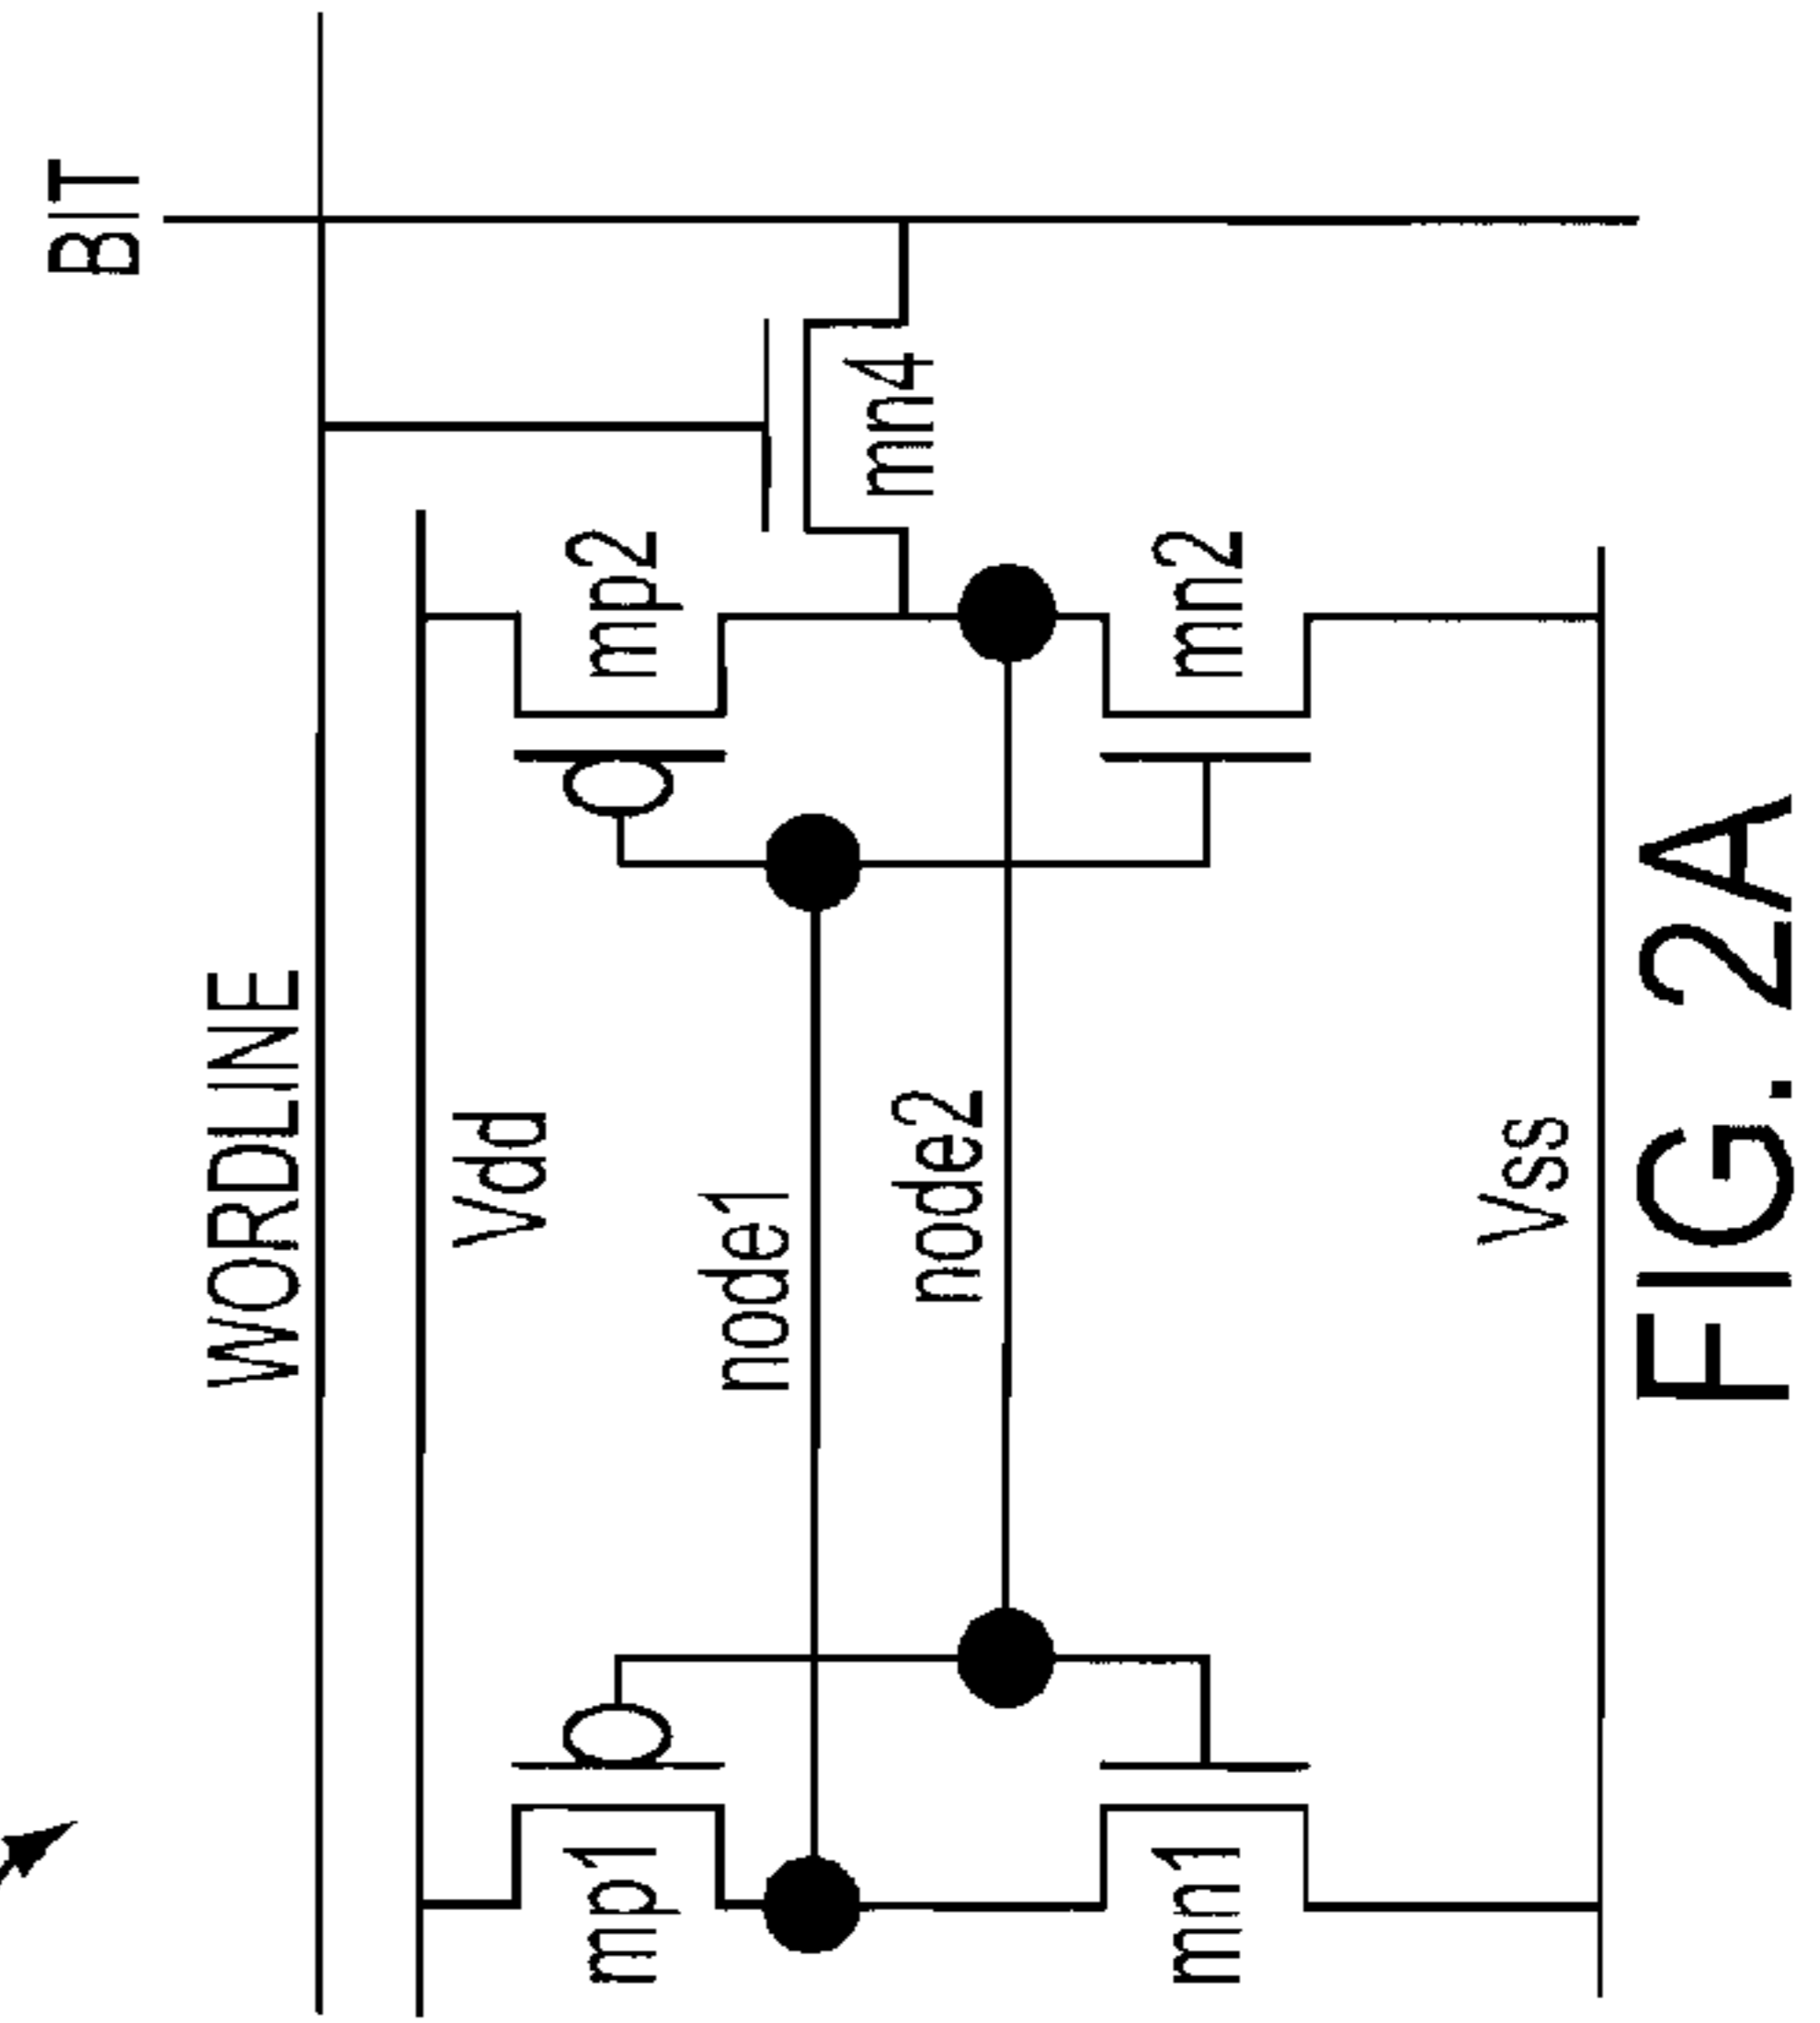 BIT
WORDLINE
Vdd
mp1
mp2
node1
mn4
node2
mn1
mn2
Vss
FIG. 2A